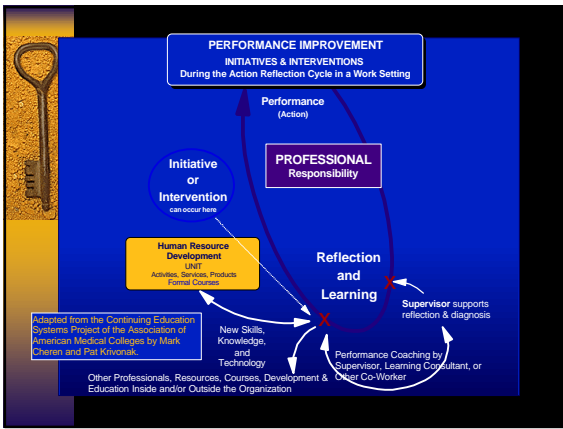 PERFORMANCE IMPROVEMENT
INITIATIVES & INTERVENTIONS
During the Action Reflection Cycle in a Work Setting
Performance
(Action)
PROFESSIONAL
Responsibility
Initiative
or
Intervention
can occur here
Human Resource
Development
UNIT
Activities, Services, Products
Formal Courses
Reflection
and
Learning
X
Supervisor supports
reflection & diagnosis
X
Adapted from the Continuing Education
Systems Project of the Association of
American Medical Colleges by Mark
Cheren and Pat Krivonak.
New Skills,
Knowledge,
and
Technology
Performance Coaching by
Supervisor, Learning Consultant, or
Other Co-Worker
Other Professionals, Resources, Courses, Development &
Education Inside and/or Outside the Organization